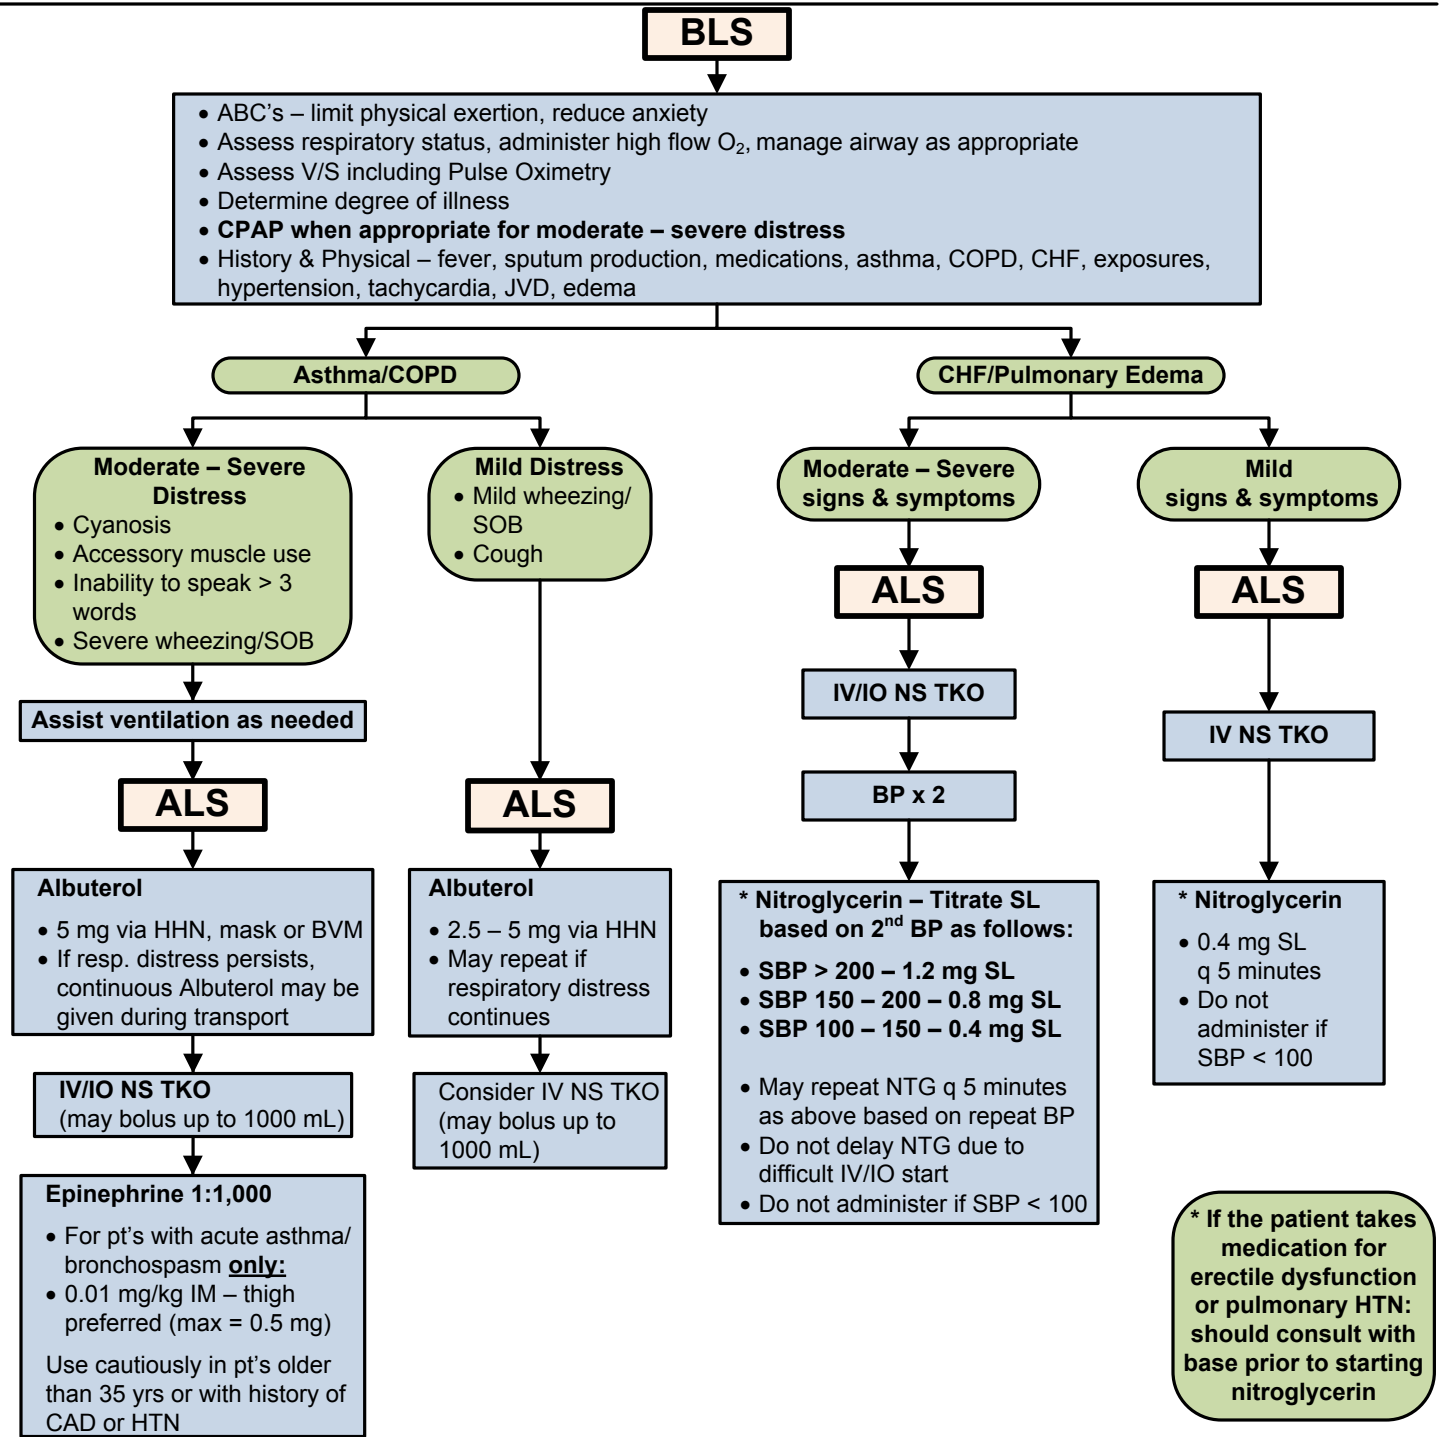 BLS
• ABC’s – limit physical exertion, reduce anxiety
• Assess respiratory status, administer high flow O₂, manage airway as appropriate
• Assess V/S including Pulse Oximetry
• Determine degree of illness
• CPAP when appropriate for moderate – severe distress
• History & Physical – fever, sputum production, medications, asthma, COPD, CHF, exposures,
hypertension, tachycardia, JVD, edema
Asthma/COPD
Moderate – Severe
Distress
• Cyanosis
• Accessory muscle use
• Inability to speak > 3
words
• Severe wheezing/SOB
Assist ventilation as needed
ALS
Albuterol
• 5 mg via HHN, mask or BVM
• If resp. distress persists,
continuous Albuterol may be
given during transport
IV/IO NS TKO
(may bolus up to 1000 mL)
Epinephrine 1:1,000
• For pt’s with acute asthma/
bronchospasm only:
• 0.01 mg/kg IM – thigh
preferred (max = 0.5 mg)
Use cautiously in pt’s older
than 35 yrs or with history of
CAD or HTN
Mild Distress
• Mild wheezing/
SOB
• Cough
ALS
Albuterol
• 2.5 – 5 mg via HHN
• May repeat if
respiratory distress
continues
Consider IV NS TKO
(may bolus up to
1000 mL)
CHF/Pulmonary Edema
Moderate – Severe
signs & symptoms
ALS
IV/IO NS TKO
BP x 2
* Nitroglycerin – Titrate SL
based on 2nd BP as follows:
• SBP > 200 – 1.2 mg SL
• SBP 150 – 200 – 0.8 mg SL
• SBP 100 – 150 – 0.4 mg SL
• May repeat NTG q 5 minutes
as above based on repeat BP
• Do not delay NTG due to
difficult IV/IO start
• Do not administer if SBP < 100
Mild
signs & symptoms
ALS
IV NS TKO
* Nitroglycerin
• 0.4 mg SL
q 5 minutes
• Do not
administer if
SBP < 100
* If the patient takes
medication for
erectile dysfunction
or pulmonary HTN:
should consult with
base prior to starting
nitroglycerin